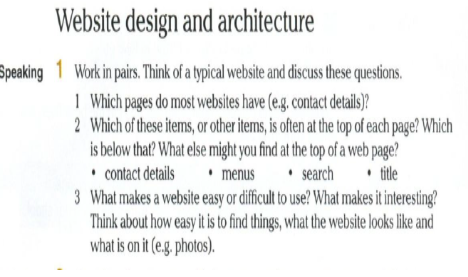 Website design and architecture
Speaking 1 Work in pairs. Think of a typical website and discuss these questions.
1 Which pages do most websites have (e.g. contact details)?
2 Which of these items, or other items, is often at the top of each page? Which
is below that? What else might you find at the top of a web page?
• contact details • menus • search • title
3 What makes a website easy or difficult to use? What makes it interesting?
Think about how easy it is to find things, what the website looks like and
what is on it (e.g. photos).